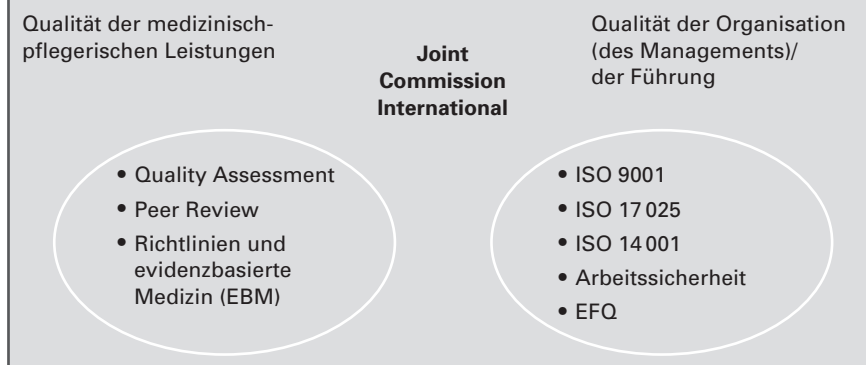 Qualität der medizinisch-
pflegerischen Leistungen
Joint
Commission
International
Qualität der Organisation
(des Managements)/
der Führung
• Quality Assessment
• Peer Review
• Richtlinien und
evidenzbasierte
Medizin (EBM)
• ISO 9001
• ISO 17 025
• ISO 14 001
• Arbeitssicherheit
• EFQ